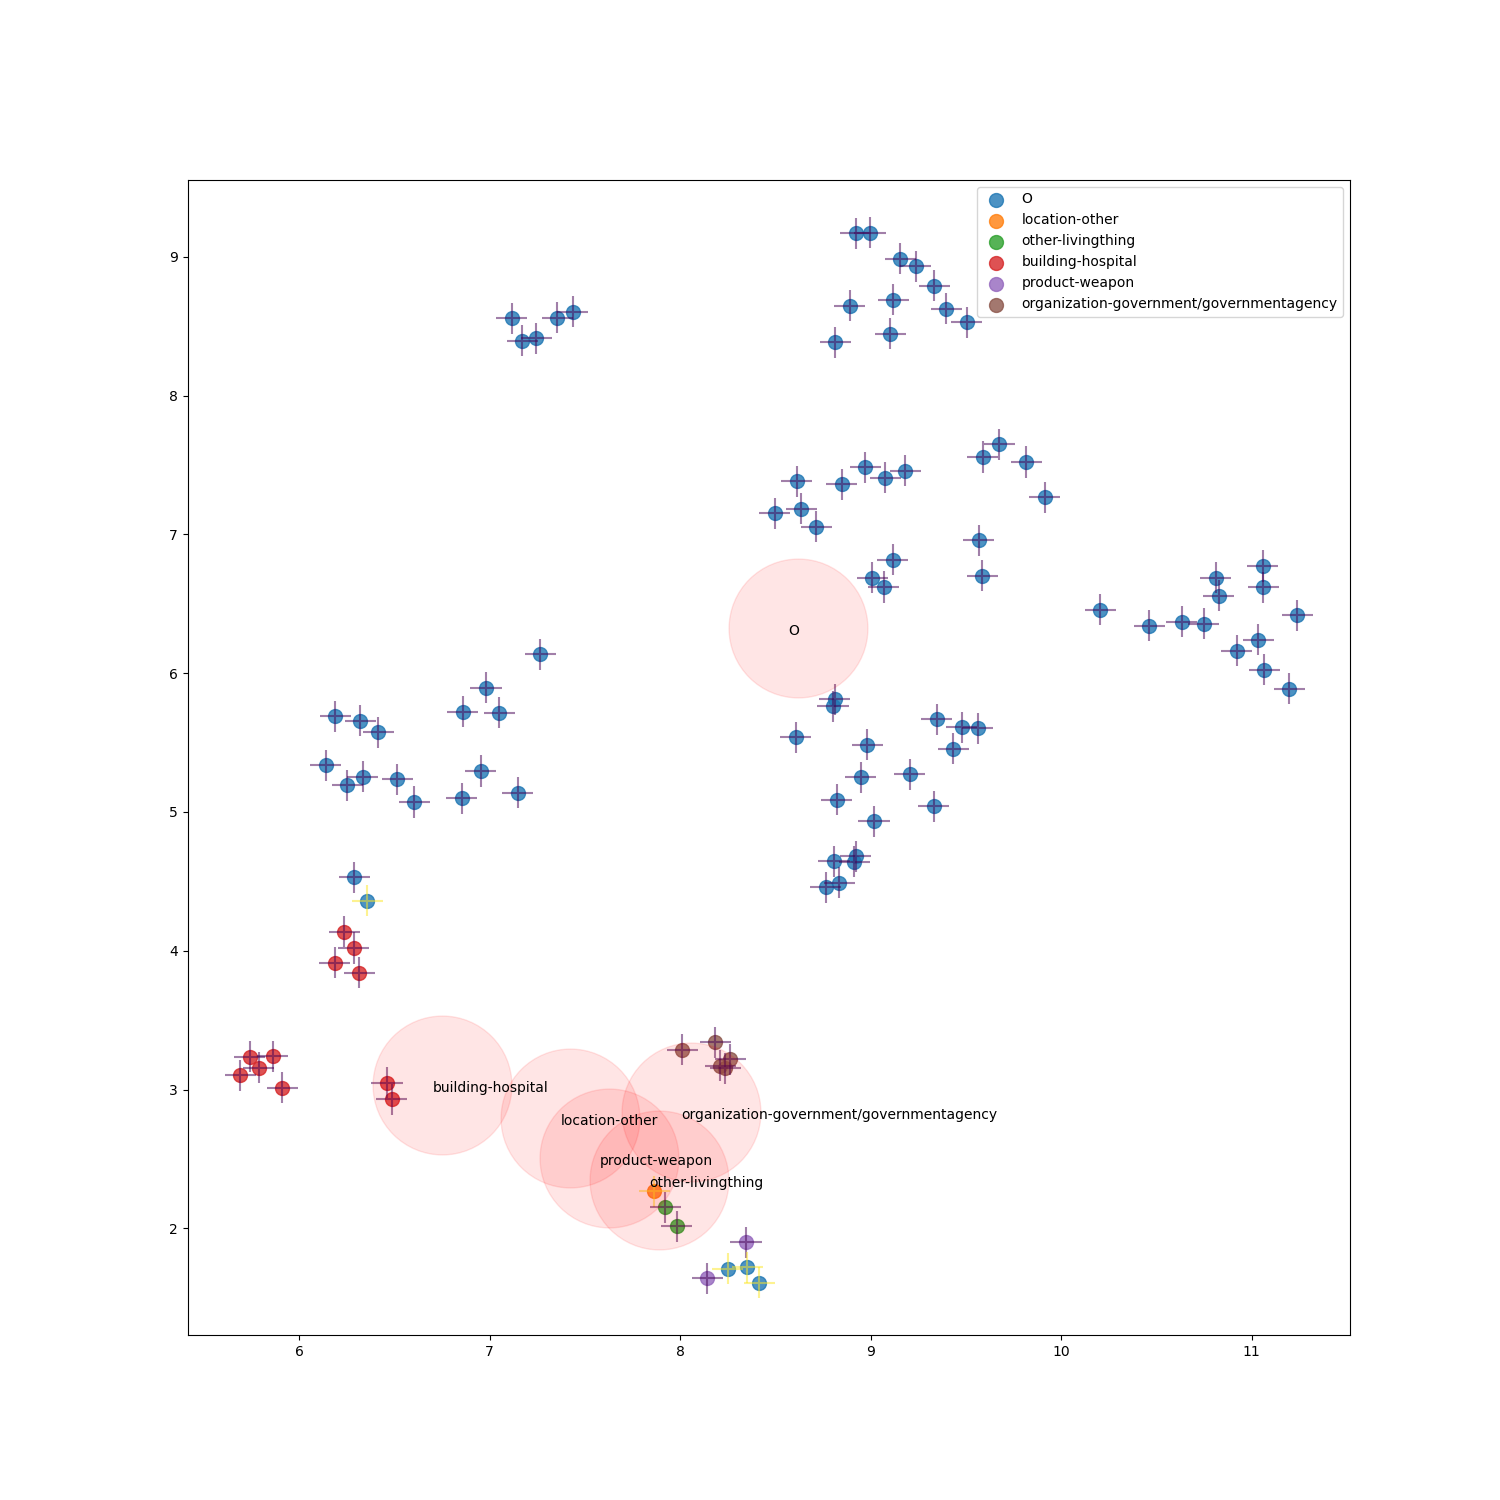 O
location-other
other-livingthing
building-hospital
product-weapon
organization-government/governmentagency
9
8
7
6
5
4
3
2
O
building-hospital
location-other
organization-government/governmentagency
product-weapon
other-livingthing
6 7 8 9 10 11